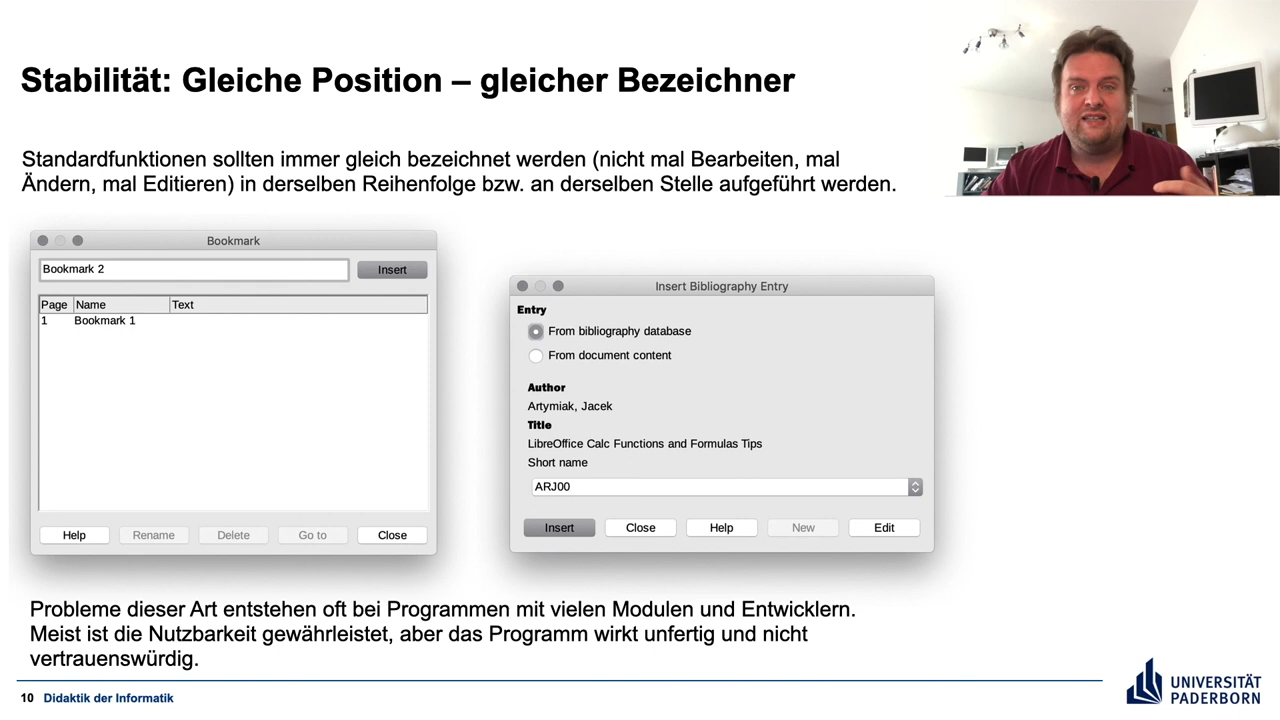 Stabilität: Gleiche Position – gleicher Bezeichner
Standardfunktionen sollten immer gleich bezeichnet werden (nicht mal Bearbeiten, mal
Ändern, mal Editieren) in derselben Reihenfolge bzw. an derselben Stelle aufgeführt werden.
Bookmark
Bookmark 2
Insert
Page Name Text
1 Bookmark 1
Help Rename Delete Go to Close
Insert Bibliography Entry
Entry
From bibliography database
From document content
Author
Artymiak, Jacek
Title
LibreOffice Calc Functions and Formulas Tips
Short name
ARJ00
Insert Close Help New Edit
Probleme dieser Art entstehen oft bei Programmen mit vielen Modulen und Entwicklern.
Meist ist die Nutzbarkeit gewährleistet, aber das Programm wirkt unfertig und nicht
vertrauenswürdig.
10 Didaktik der Informatik
UNIVERSITÄT
PADERBORN